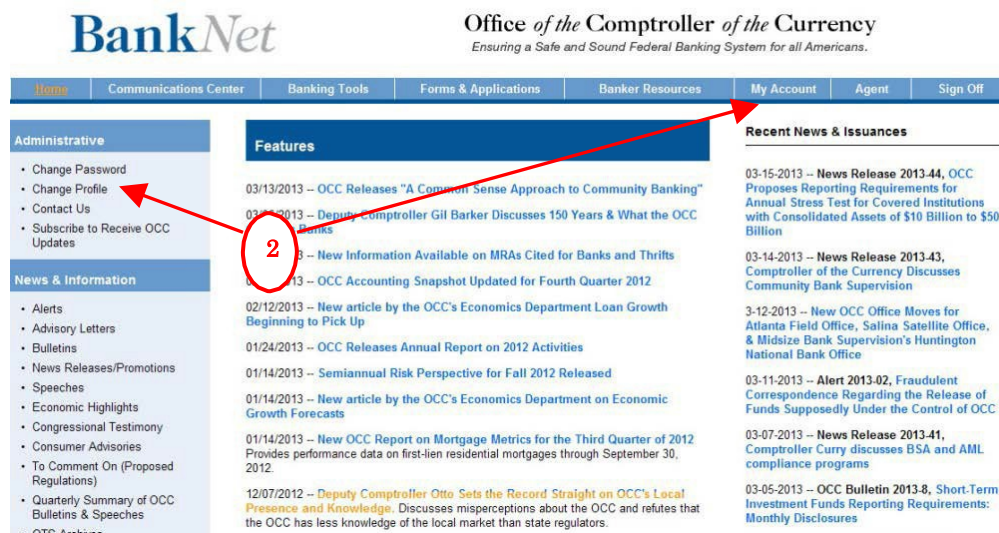 BankNet
Office of the Comptroller of the Currency
Ensuring a Safe and Sound Federal Banking System for all Americans.
Home Communications Center Banking Tools Forms & Applications Banker Resources My Account Agent Sign Off
Administrative
• Change Password
• Change Profile
• Contact Us
• Subscribe to Receive OCC
Updates
News & Information
• Alerts
• Advisory Letters
• Bulletins
• News Releases/Promotions
• Speeches
• Economic Highlights
• Congressional Testimony
• Consumer Advisories
• To Comment On (Proposed
Regulations)
• Quarterly Summary of OCC
Bulletins & Speeches
• OTS Archives
2
Features
03/13/2013 -- OCC Releases "A Common Sense Approach to Community Banking"
2013 -- Deputy Comptroller Gil Barker Discusses 150 Years & What the OCC
Banks
3 -- New Information Available on MRAs Cited for Banks and Thrifts
13 -- OCC Accounting Snapshot Updated for Fourth Quarter 2012
02/12/2013 -- New article by the OCC's Economics Department Loan Growth
Beginning to Pick Up
01/24/2013 -- OCC Releases Annual Report on 2012 Activities
01/14/2013 -- Semiannual Risk Perspective for Fall 2012 Released
01/14/2013 -- New article by the OCC's Economics Department on Economic
Growth Forecasts
01/14/2013 -- New OCC Report on Mortgage Metrics for the Third Quarter of 2012
Provides performance data on first-lien residential mortgages through September 30,
2012.
12/07/2012 -- Deputy Comptroller Otto Sets the Record Straight on OCC's Local
Presence and Knowledge. Discusses misperceptions about the OCC and refutes that
the OCC has less knowledge of the local market than state regulators.
Recent News & Issuances
03-15-2013 -- News Release 2013-44, OCC
Proposes Reporting Requirements for
Annual Stress Test for Covered Institutions
with Consolidated Assets of $10 Billion to $50
Billion
03-14-2013 -- News Release 2013-43,
Comptroller of the Currency Discusses
Community Bank Supervision
3-12-2013 -- New OCC Office Moves for
Atlanta Field Office, Salina Satellite Office,
& Midsize Bank Supervision's Huntington
National Bank Office
03-11-2013 -- Alert 2013-02, Fraudulent
Correspondence Regarding the Release of
Funds Supposedly Under the Control of OCC
03-07-2013 -- News Release 2013-41,
Comptroller Curry discusses BSA and AML
compliance programs
03-05-2013 -- OCC Bulletin 2013-8, Short-Term
Investment Funds Reporting Requirements:
Monthly Disclosures